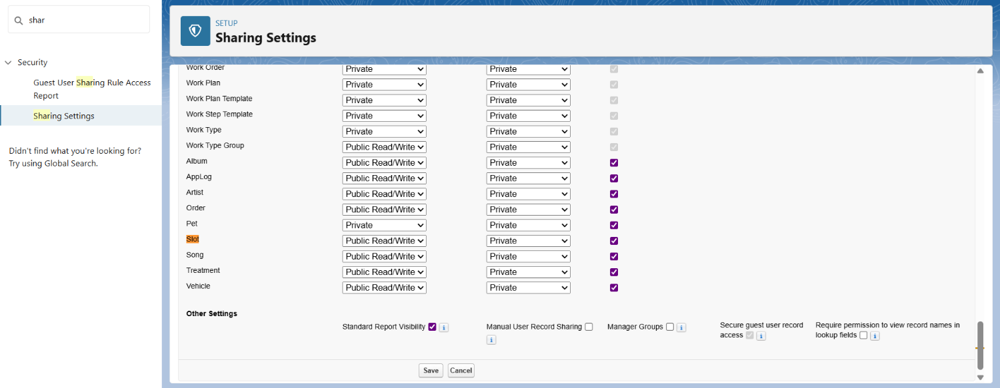 shar
Security
Guest User Sharing Rule Access
Report
Sharing Settings
Didn't find what you're looking for?
Try using Global Search.
SETUP
Sharing Settings
Work Order Private Private
Work Plan Private Private
Work Plan Template Private Private
Work Step Template Private Private
Work Type Private Private
Work Type Group Public Read/Write Private
Album Public Read/Write Private
AppLog Public Read/Write Private
Artist Public Read/Write Private
Order Public Read/Write Private
Pet Private Private
Slot Public Read/Write Private
Song Public Read/Write Private
Treatment Public Read/Write Private
Vehicle Public Read/Write Private
Other Settings
Standard Report Visibility i
Manual User Record Sharing
i
Manager Groups i
Secure guest user record
access i
Require permission to view record names in
lookup fields i
Save Cancel